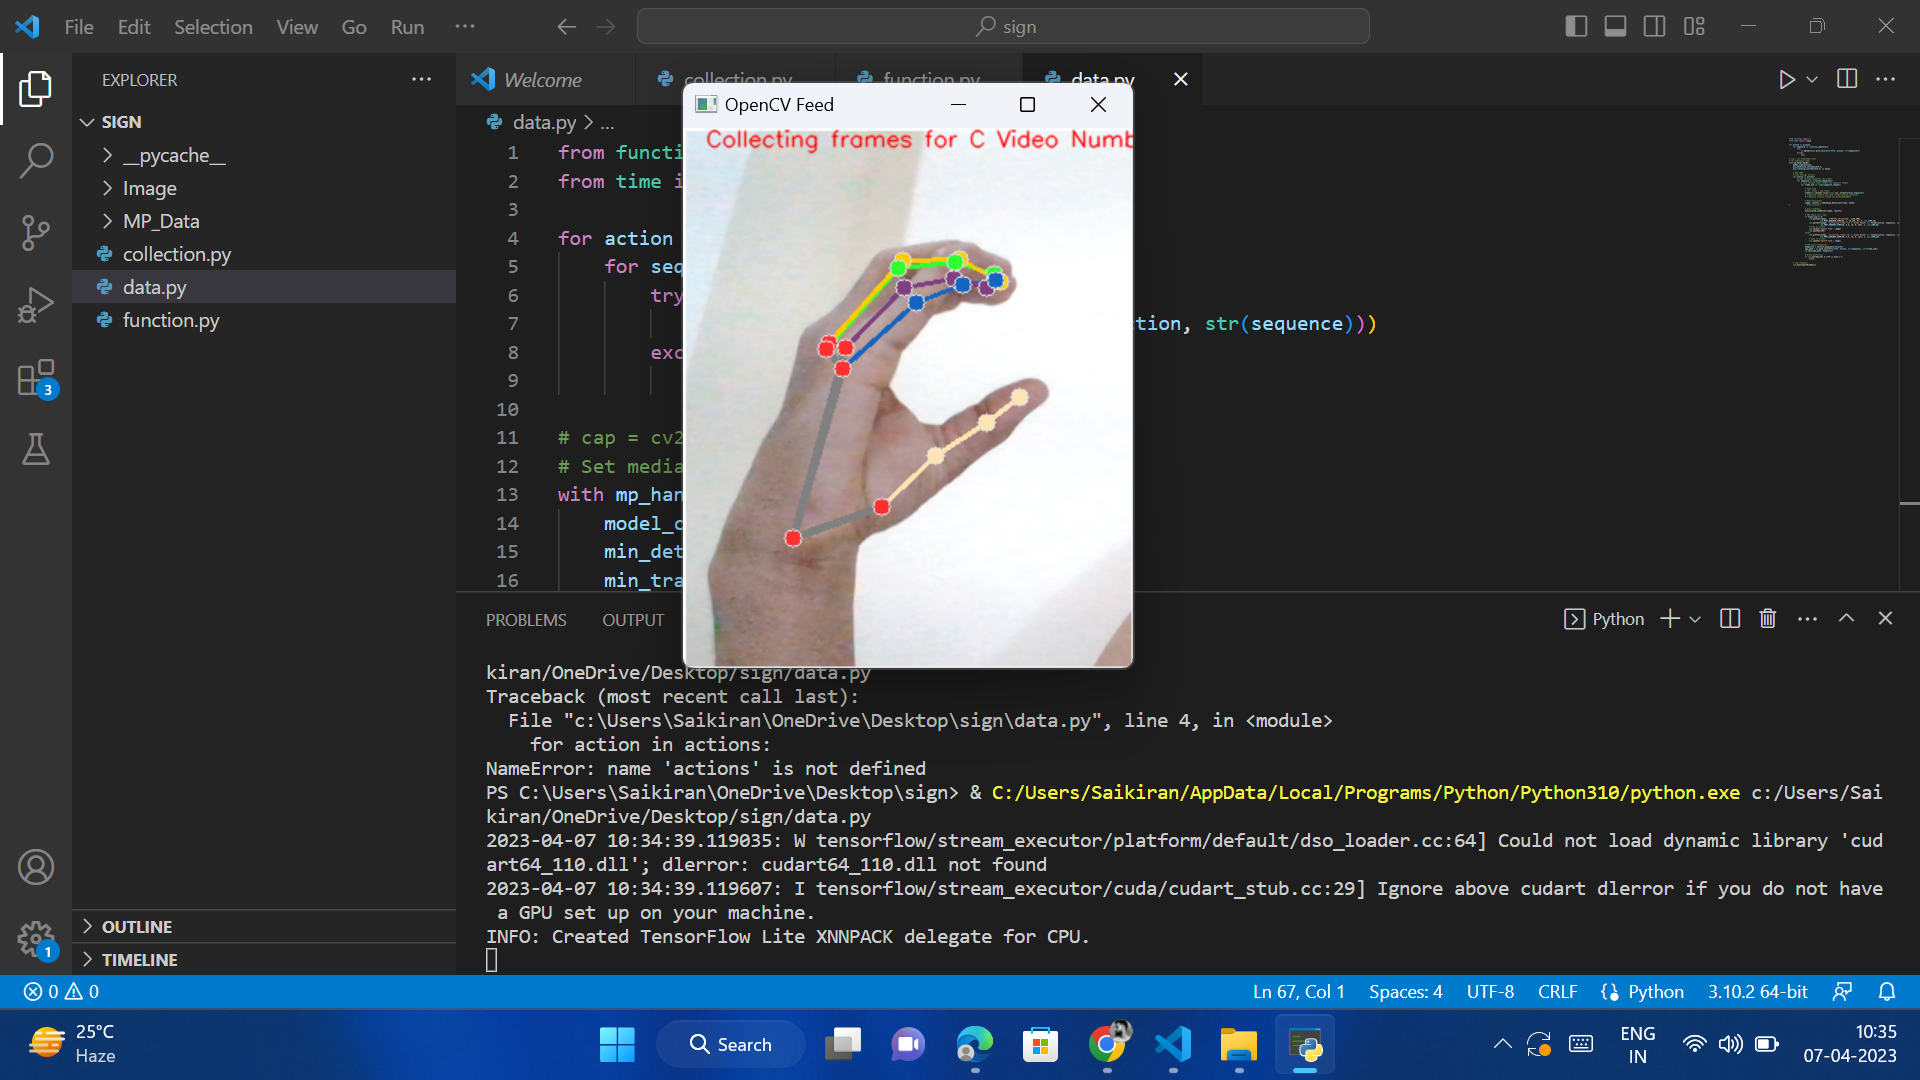 File Edit Selection View Go Run ···
sign
EXPLORER
SIGN
__pycache__
Image
MP_Data
collection.py
data.py
function.py
OUTLINE
TIMELINE
3
1
Welcome collection.py function.py data.py
data.py > ...
OpenCV Feed
Collecting frames for C Video Numb
1 from functi
2 from time i
3
4 for action
5 for seq
6 try
7 tion, str(sequence)))
8 exc
9
10
11 # cap = cv2
12 # Set media
13 with mp_han
14 model_c
15 min_det
16 min_tra
PROBLEMS OUTPUT
Python
kiran/OneDrive/Desktop/sign/data.py
Traceback (most recent call last):
File "c:\Users\Saikiran\OneDrive\Desktop\sign\data.py", line 4, in <module>
for action in actions:
NameError: name 'actions' is not defined
PS C:\Users\Saikiran\OneDrive\Desktop\sign> & C:/Users/Saikiran/AppData/Local/Programs/Python/Python310/python.exe c:/Users/Sai
kiran/OneDrive/Desktop/sign/data.py
2023-04-07 10:34:39.119035: W tensorflow/stream_executor/platform/default/dso_loader.cc:64] Could not load dynamic library 'cud
art64_110.dll'; dlerror: cudart64_110.dll not found
2023-04-07 10:34:39.119607: I tensorflow/stream_executor/cuda/cudart_stub.cc:29] Ignore above cudart dlerror if you do not have
a GPU set up on your machine.
INFO: Created TensorFlow Lite XNNPACK delegate for CPU.
0 0 Ln 67, Col 1 Spaces: 4 UTF-8 CRLF Python 3.10.2 64-bit
25°C
Haze
Search
ENG
IN
10:35
07-04-2023